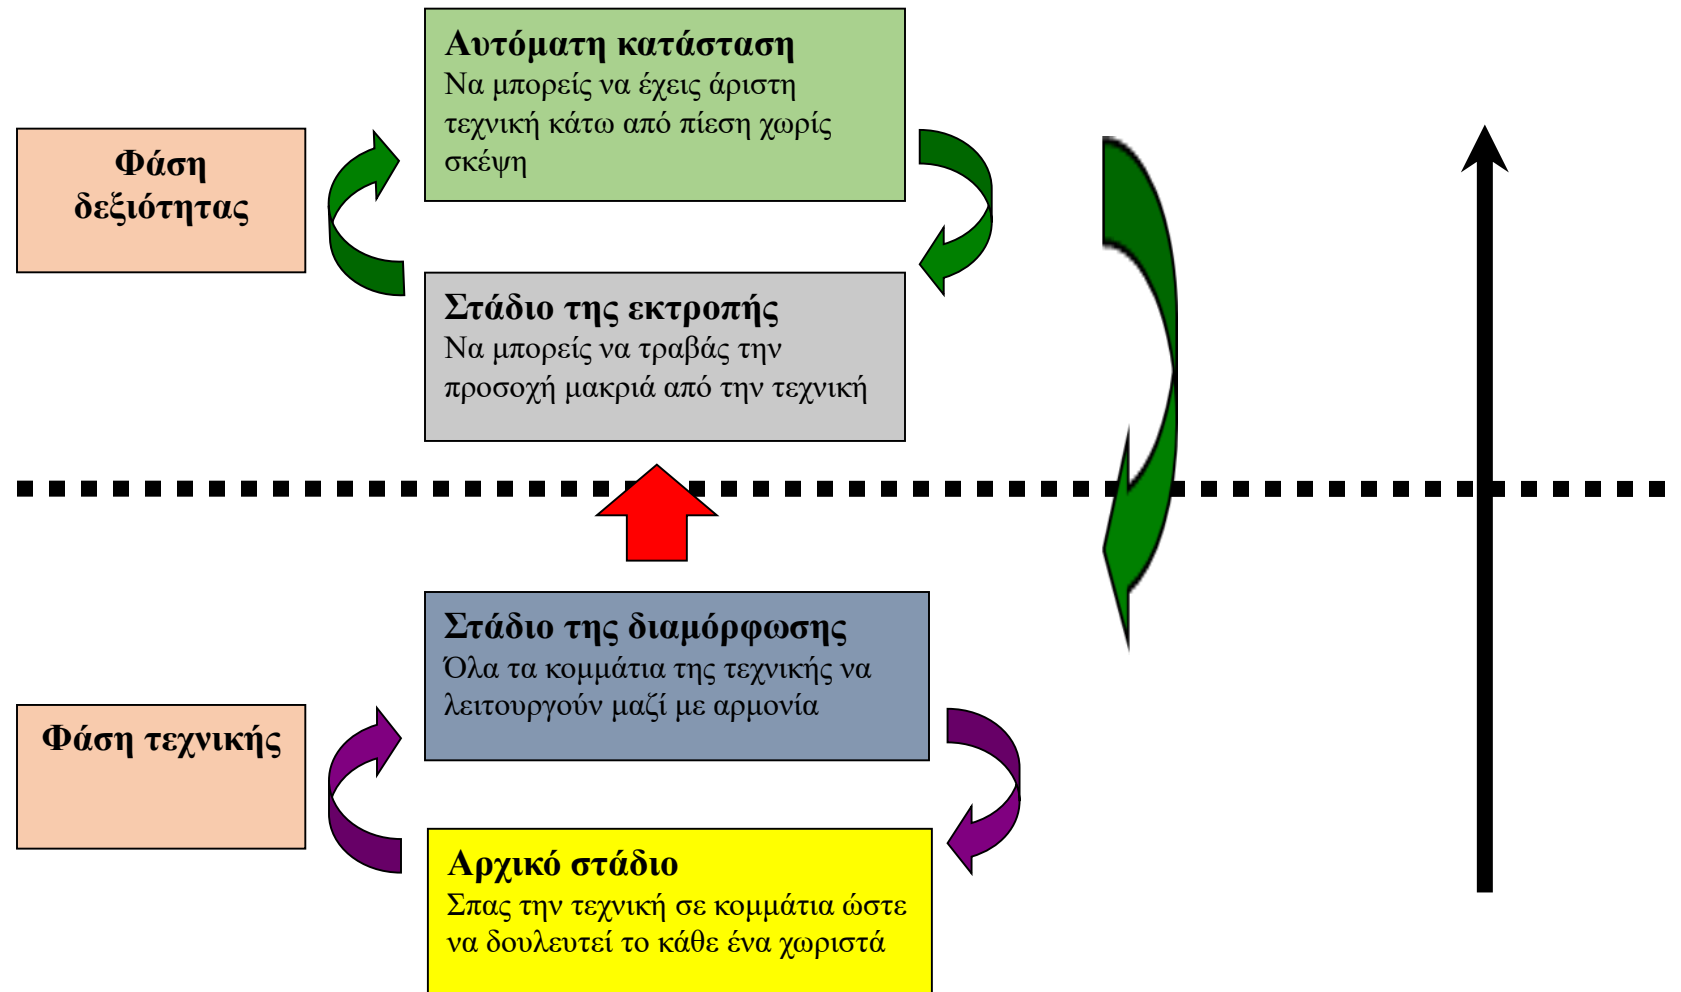 Αυτόματη κατάσταση
Να μπορείς να έχεις άριστη
τεχνική κάτω από πίεση χωρίς
σκέψη
Φάση
δεξιότητας
Στάδιο της εκτροπής
Να μπορείς να τραβάς την
προσοχή μακριά από την τεχνική
Στάδιο της διαμόρφωσης
Όλα τα κομμάτια της τεχνικής να
λειτουργούν μαζί με αρμονία
Φάση τεχνικής
Αρχικό στάδιο
Σπας την τεχνική σε κομμάτια ώστε
να δουλευτεί το κάθε ένα χωριστά